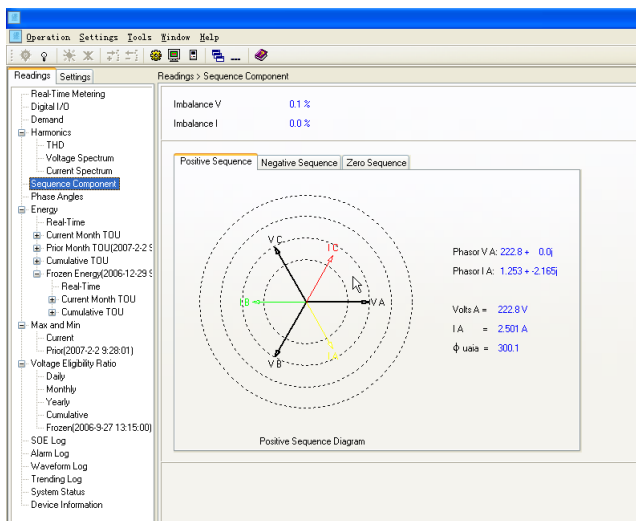 Operation Settings Tools Window Help
Readings Settings
Readings > Sequence Component
Real-Time Metering
Digital I/O
Demand
Harmonics
THD
Voltage Spectrum
Current Spectrum
Sequence Component
Phase Angles
Energy
Real-Time
Current Month TOU
Prior Month TOU(2007-2-2 9
Cumulative TOU
Frozen Energy(2006-12-29 9
Real-Time
Current Month TOU
Cumulative TOU
Max and Min
Current
Prior(2007-2-2 9:28:01)
Voltage Eligibility Ratio
Daily
Monthly
Yearly
Cumulative
Frozen(2006-9-27 13:15:00)
SOE Log
Alarm Log
Waveform Log
Trending Log
System Status
Device Information
Imbalance V 0.1 %
Imbalance I 0.0 %
Positive Sequence Negative Sequence Zero Sequence
V C I C
I B V A
V B I A
Phasor V A: 222.8 + 0.0j
Phasor I A: 1.253 + -2.165j
Volts A = 222.8 V
I A = 2.501 A
ϕ uaia = 300.1
Positive Sequence Diagram